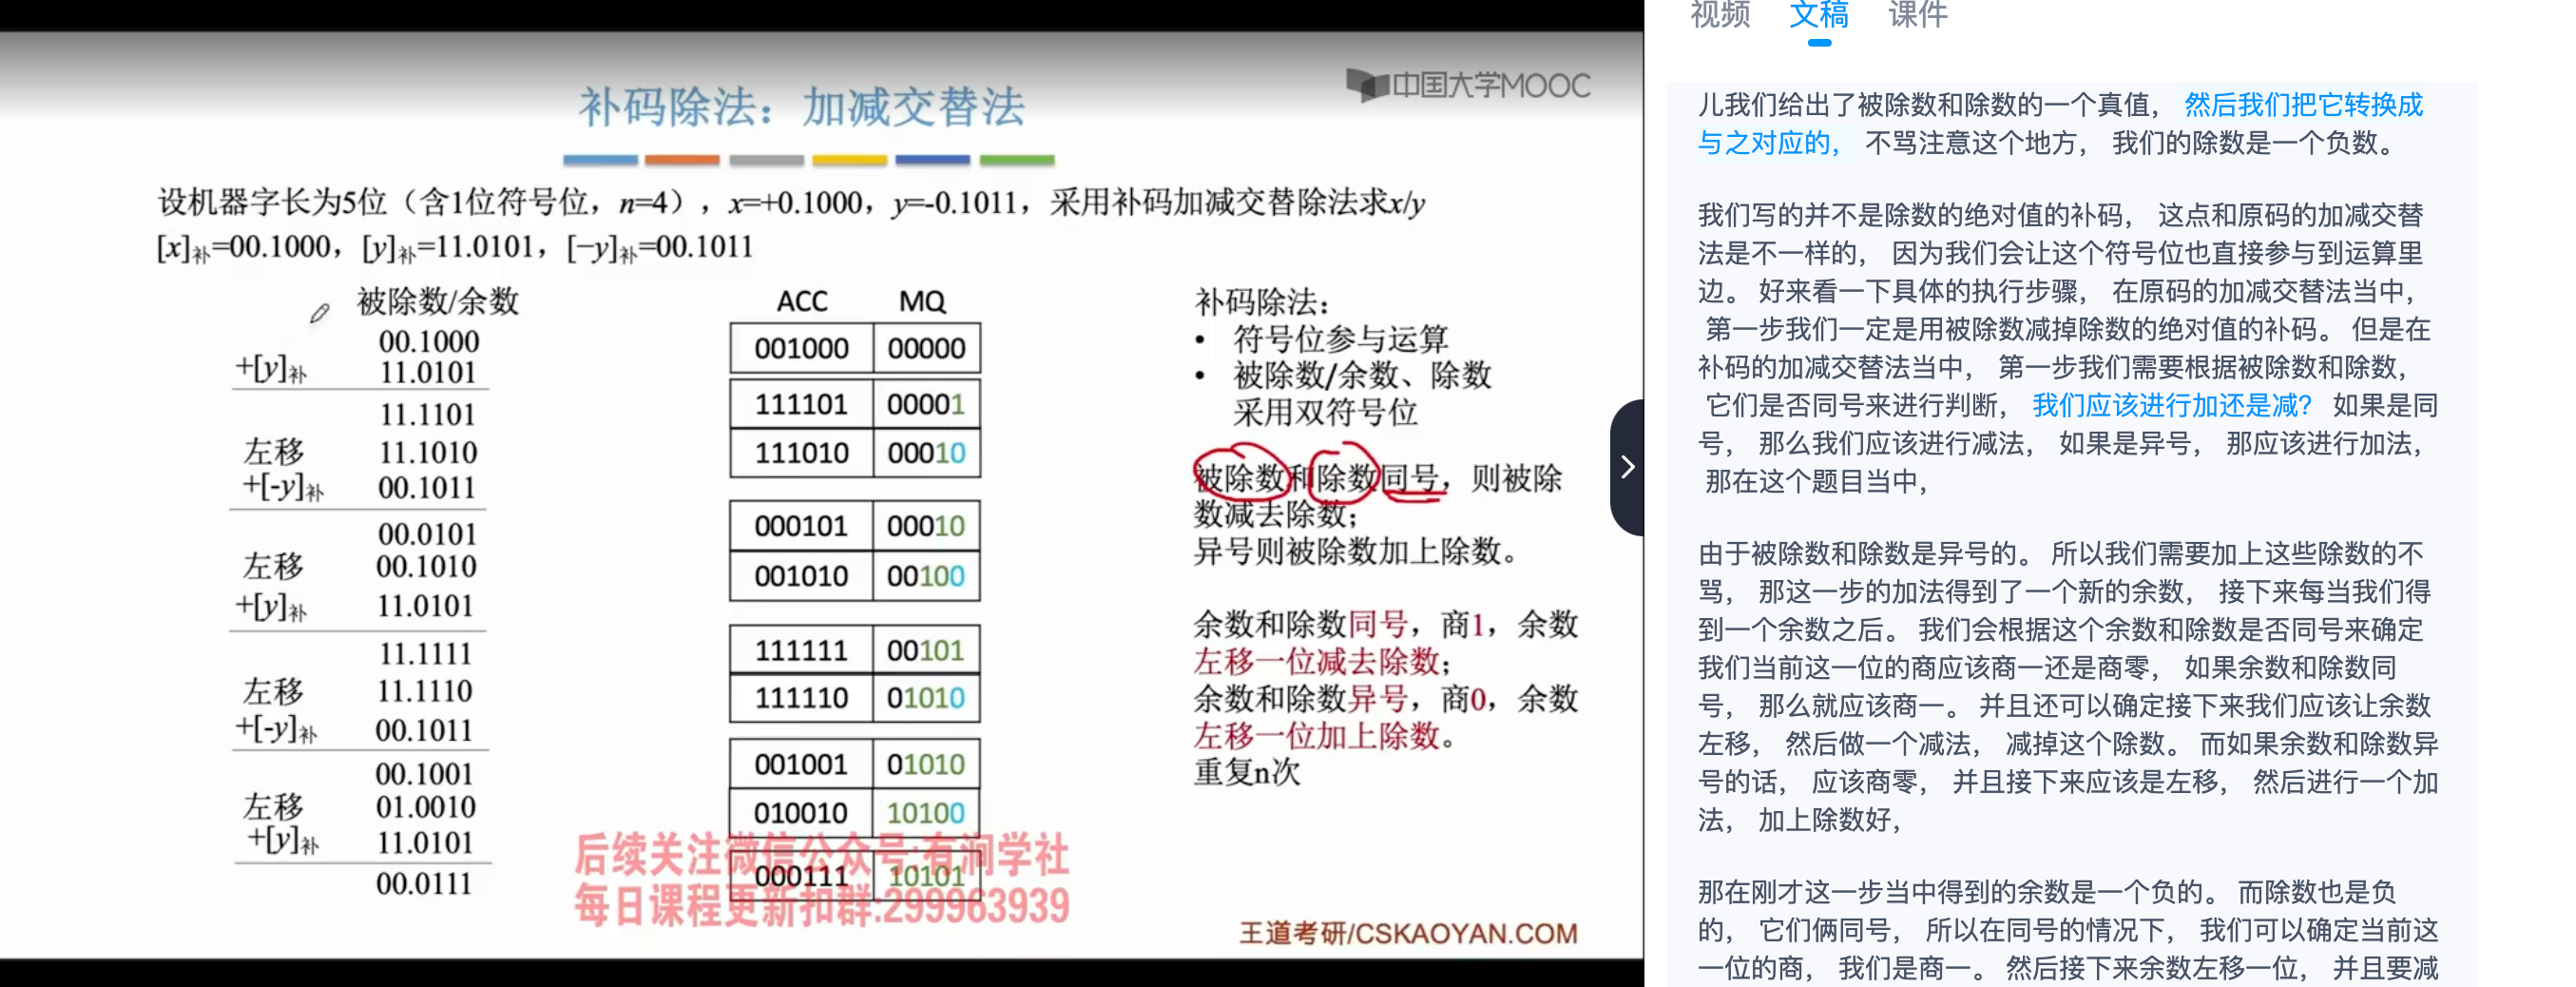 中国大学MOOC
补码除法：加减交替法
设机器字长为5位（含1位符号位，n=4），x=+0.1000，y=-0.1011，采用补码加减交替除法求x/y
[x]补=00.1000，[y]补=11.0101，[−y]补=00.1011
被除数/余数
00.1000
+[y]补 11.0101
11.1101
左移 11.1010
+[-y]补 00.1011
00.0101
左移 00.1010
+[y]补 11.0101
11.1111
左移 11.1110
+[-y]补 00.1011
00.1001
左移 01.0010
+[y]补 11.0101
00.0111
ACC MQ
001000 00000
111101 00001
111010 00010
000101 00010
001010 00100
111111 00101
111110 01010
001001 01010
010010 10100
000111 10101
补码除法：
• 符号位参与运算
• 被除数/余数、除数
采用双符号位
被除数和除数同号，则被除
数减去除数；
异号则被除数加上除数。
余数和除数同号，商1，余数
左移一位减去除数；
余数和除数异号，商0，余数
左移一位加上除数。
重复n次
后续关注微信公众号:有涧学社
每日课程更新扣群:299963939
王道考研/CSKAOYAN.COM
视频 文稿 课件
儿我们给出了被除数和除数的一个真值， 然后我们把它转换成
与之对应的， 不骂注意这个地方， 我们的除数是一个负数。
我们写的并不是除数的绝对值的补码， 这点和原码的加减交替
法是不一样的， 因为我们会让这个符号位也直接参与到运算里
边。 好来看一下具体的执行步骤， 在原码的加减交替法当中，
第一步我们一定是用被除数减掉除数的绝对值的补码。 但是在
补码的加减交替法当中， 第一步我们需要根据被除数和除数，
它们是否同号来进行判断， 我们应该进行加还是减？ 如果是同
号， 那么我们应该进行减法， 如果是异号， 那应该进行加法，
那在这个题目当中，
由于被除数和除数是异号的。 所以我们需要加上这些除数的不
骂， 那这一步的加法得到了一个新的余数， 接下来每当我们得
到一个余数之后。 我们会根据这个余数和除数是否同号来确定
我们当前这一位的商应该商一还是商零， 如果余数和除数同
号， 那么就应该商一。 并且还可以确定接下来我们应该让余数
左移， 然后做一个减法， 减掉这个除数。 而如果余数和除数异
号的话， 应该商零， 并且接下来应该是左移， 然后进行一个加
法， 加上除数好，
那在刚才这一步当中得到的余数是一个负的。 而除数也是负
的， 它们俩同号， 所以在同号的情况下， 我们可以确定当前这
一位的商， 我们是商一。 然后接下来余数左移一位， 并且要减